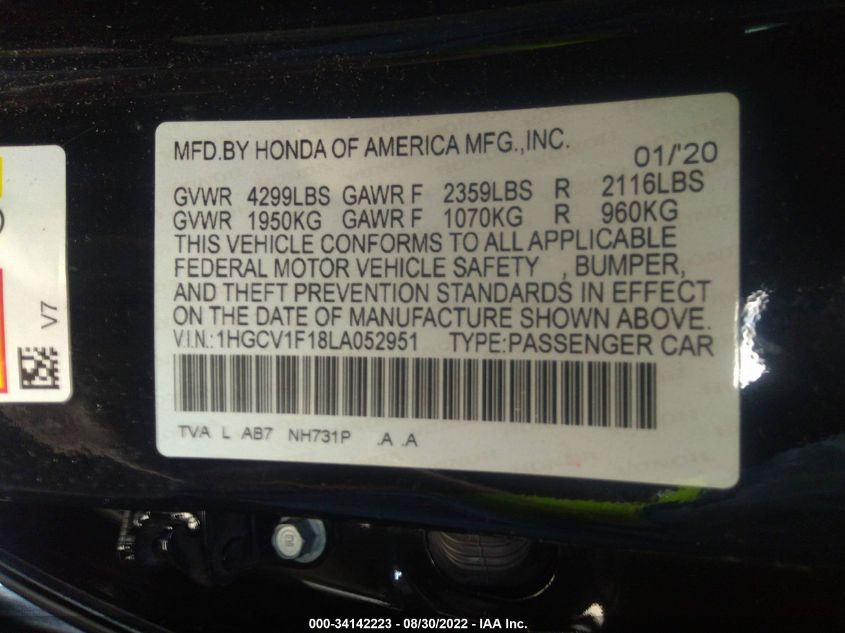 MFD.BY HONDA OF AMERICA MFG.,INC. 01/'20
GVWR 4299LBS GAWR F 2359LBS R 2116LBS
GVWR 1950KG GAWR F 1070KG R 960KG
THIS VEHICLE CONFORMS TO ALL APPLICABLE
FEDERAL MOTOR VEHICLE SAFETY , BUMPER,
AND THEFT PREVENTION STANDARDS IN EFFECT
ON THE DATE OF MANUFACTURE SHOWN ABOVE.
V.I.N.:1HGCV1F18LA052951 TYPE:PASSENGER CAR
TVA L AB7 NH731P .A .A
V7
000-34142223 - 08/30/2022 - IAA Inc.